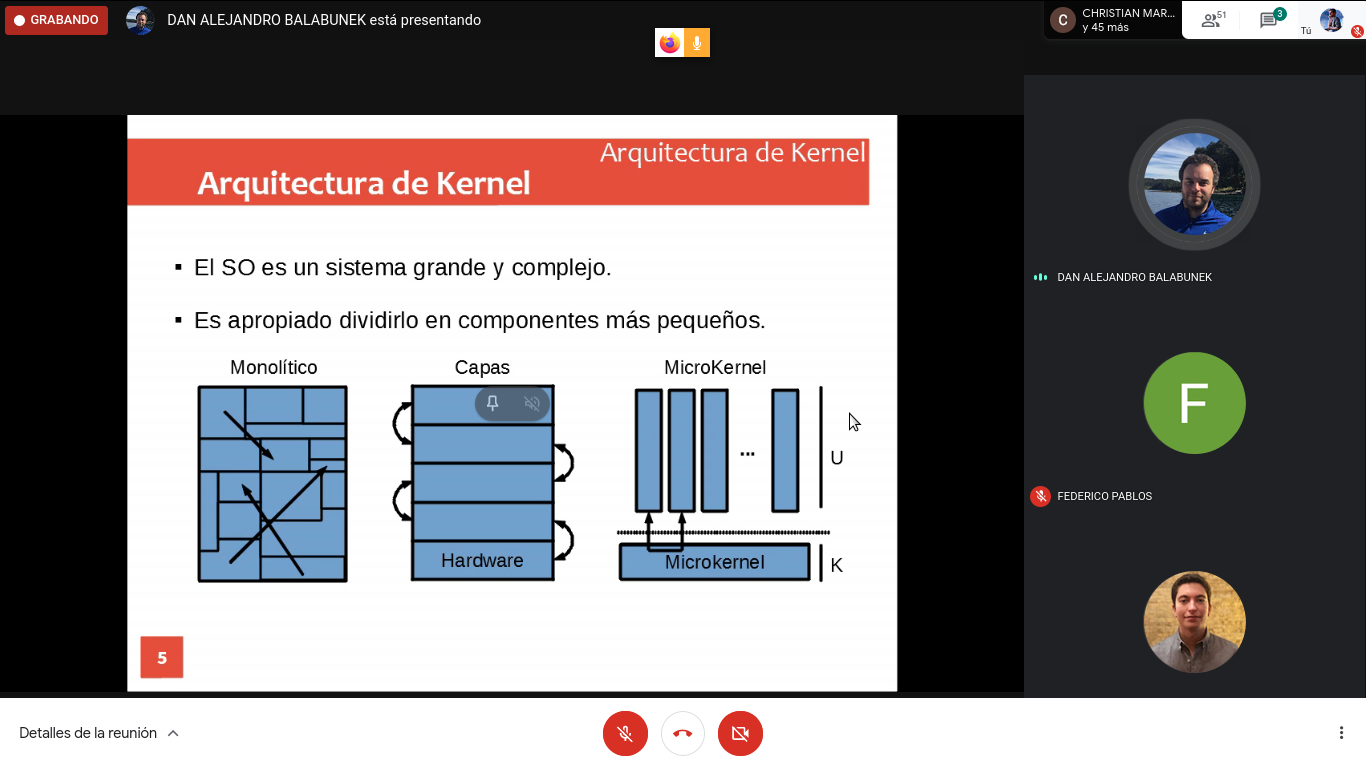 GRABANDO
DAN ALEJANDRO BALABUNEK está presentando
C
CHRISTIAN MAR...
y 45 más
51
3
Tú
Arquitectura de Kernel
Arquitectura de Kernel
▪ El SO es un sistema grande y complejo.
▪ Es apropiado dividirlo en componentes más pequeños.
Monolítico
Capas
MicroKernel
...
U
Hardware
Microkernel
K
5
DAN ALEJANDRO BALABUNEK
F
FEDERICO PABLOS
Detalles de la reunión